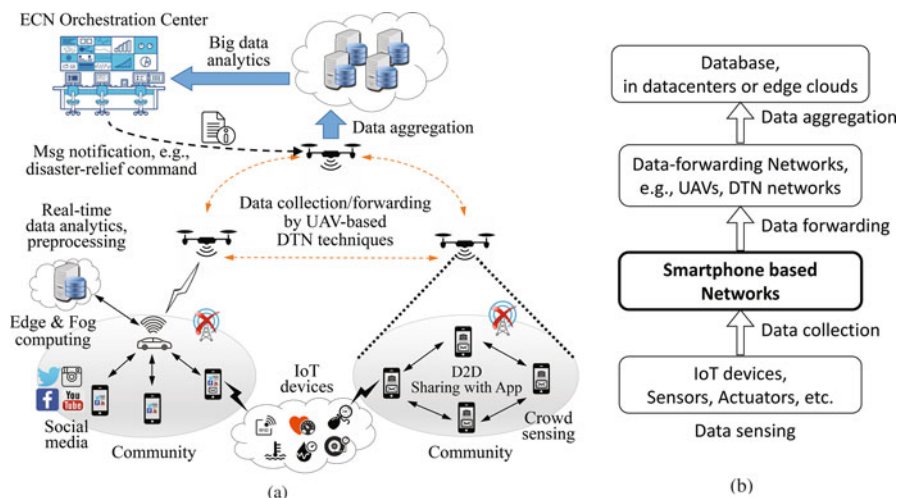 ECN Orchestration Center
Big data
analytics
Data aggregation
Msg notification, e.g.,
disaster-relief command
Data collection/forwarding
by UAV-based
DTN techniques
Real-time
data analytics,
preprocessing
Edge & Fog
computing
You
Tube
Social
media
Community
IoT
devices
D2D
Sharing with App
Crowd
sensing
Community
(a)
Database,
in datacenters or edge clouds
Data aggregation
Data-forwarding Networks,
e.g., UAVs, DTN networks
Data forwarding
Smartphone based
Networks
Data collection
IoT devices,
Sensors, Actuators, etc.
Data sensing
(b)